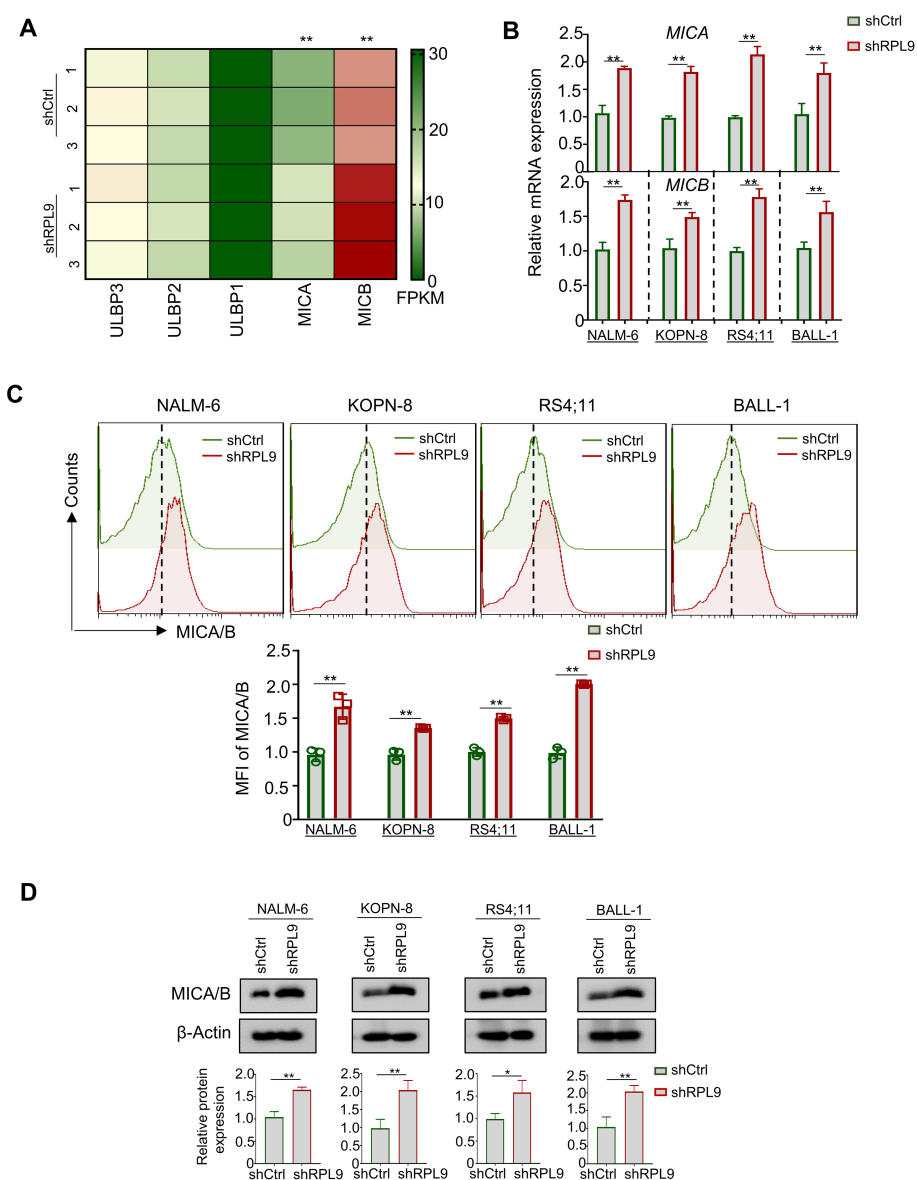 A
** **
shCtrl
1
2
3
shRPL9
1
2
3
30
20
10
0
FPKM
ULBP3
ULBP2
ULBP1
MICA
MICB
B
shCtrl
shRPL9
Relative mRNA expression
MICA
2.5
2.0
1.5
1.0
0.5
0
** ** ** **
MICB
2.0
1.5
1.0
0.5
0
** ** ** **
NALM-6 KOPN-8 RS4;11 BALL-1
C
NALM-6 KOPN-8 RS4;11 BALL-1
shCtrl shCtrl shCtrl shCtrl
shRPL9 shRPL9 shRPL9 shRPL9
Counts
MICA/B
shCtrl
shRPL9
MFI of MICA/B
2.5
2.0
1.5
1.0
0.5
0
** ** ** **
NALM-6 KOPN-8 RS4;11 BALL-1
D
NALM-6 KOPN-8 RS4;11 BALL-1
shCtrl shRPL9 shCtrl shRPL9 shCtrl shRPL9 shCtrl shRPL9
MICA/B
β-Actin
shCtrl
shRPL9
Relative protein
expression
2.0
1.5
1.0
0.5
0
**
shCtrl shRPL9
2.5
2.0
1.5
1.0
0.5
0
**
shCtrl shRPL9
2.0
1.5
1.0
0.5
0
*
shCtrl shRPL9
2.5
2.0
1.5
1.0
0.5
0
**
shCtrl shRPL9